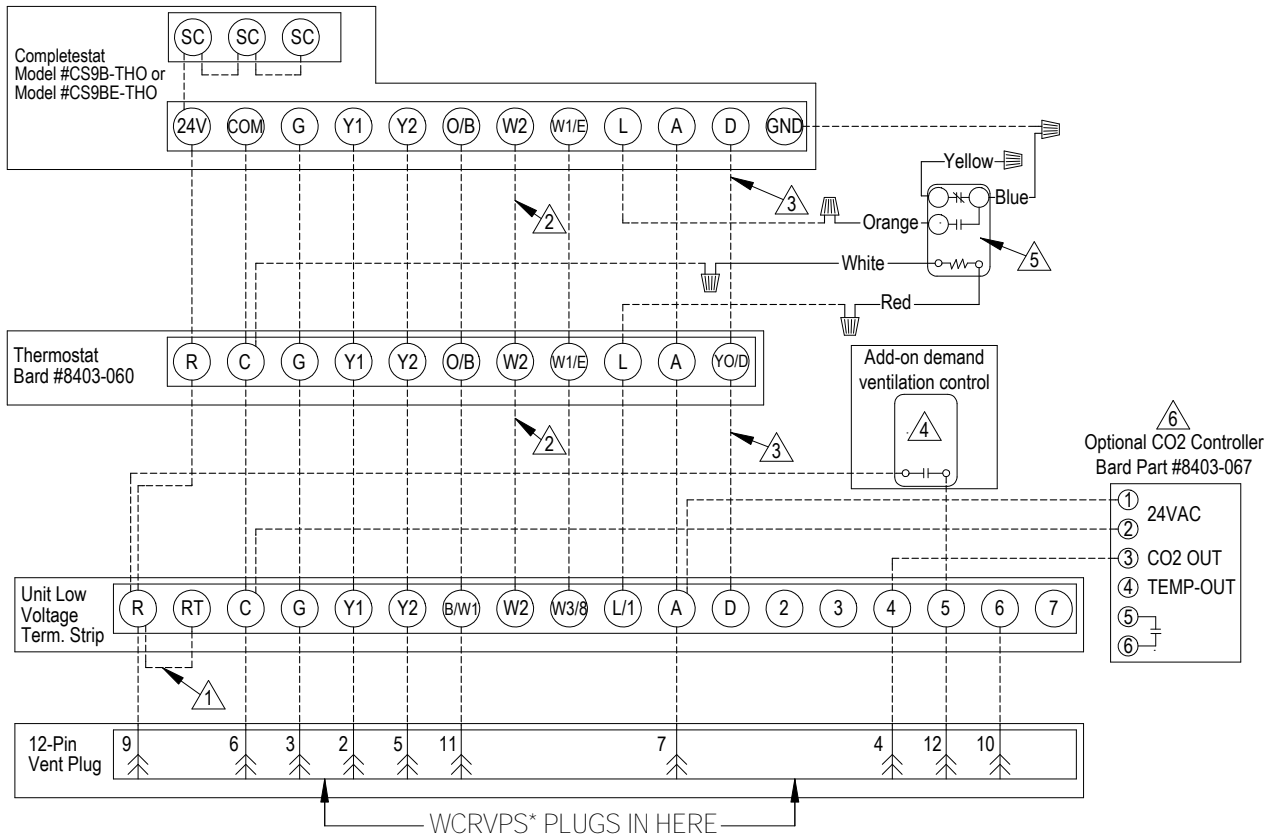 SC SC SC
Completestat
Model #CS9B-THO or
Model #CS9BE-THO
24V COM G Y1 Y2 O/B W2 W1/E L A D GND
Yellow
Blue
2
3
Orange
White
5
Red
Thermostat
Bard #8403-060
R C G Y1 Y2 O/B W2 W1/E L A YO/D
Add-on demand
ventilation control
4
2
3
6
Optional CO2 Controller
Bard Part #8403-067
1
24VAC
2
3 CO2 OUT
4 TEMP-OUT
5
6
Unit Low
Voltage
Term. Strip
R RT C G Y1 Y2 B/W1 W2 W3/8 L/1 A D 2 3 4 5 6 7
1
12-Pin
Vent Plug
9 6 3 2 5 11 7 4 12 10
WCRVPS* PLUGS IN HERE